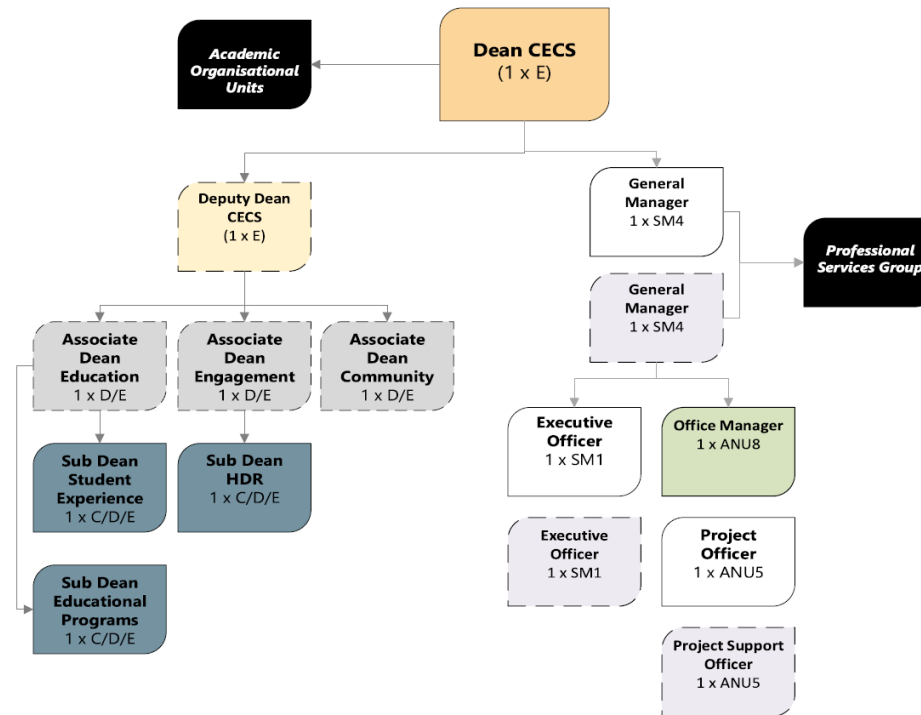 Dean CECS
(1 x E)
Academic
Organisational
Units
Deputy Dean
CECS
(1 x E)
General
Manager
1 x SM4
Professional
Services Group
General
Manager
1 x SM4
Associate
Dean
Education
1 x D/E
Associate
Dean
Engagement
1 x D/E
Associate
Dean
Community
1 x D/E
Executive
Officer
1 x SM1
Office Manager
1 x ANU8
Sub Dean
Student
Experience
1 x C/D/E
Sub Dean
HDR
1 x C/D/E
Executive
Officer
1 x SM1
Project
Officer
1 x ANU5
Sub Dean
Educational
Programs
1 x C/D/E
Project Support
Officer
1 x ANU5